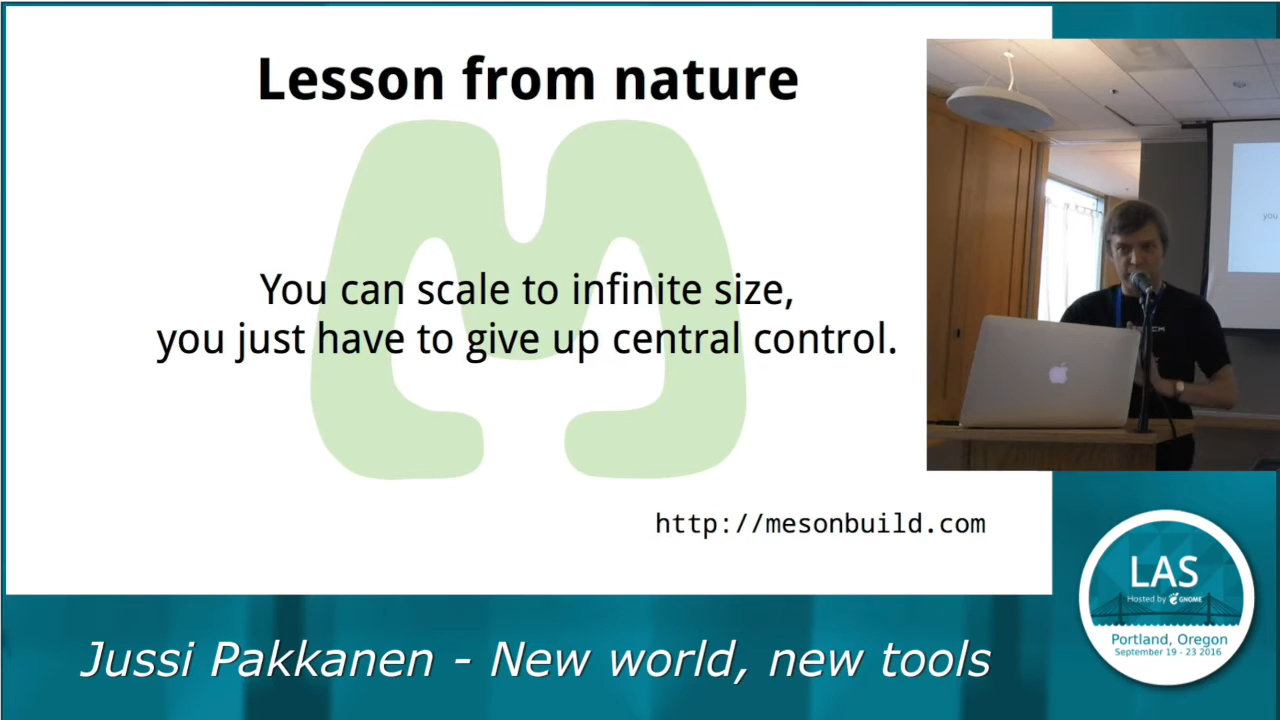 Lesson from nature
You can scale to infinite size,
you just have to give up central control.
http://mesonbuild.com
you
LAS
Hosted by GNOME
Portland, Oregon
September 19 - 23 2016
Jussi Pakkanen - New world, new tools